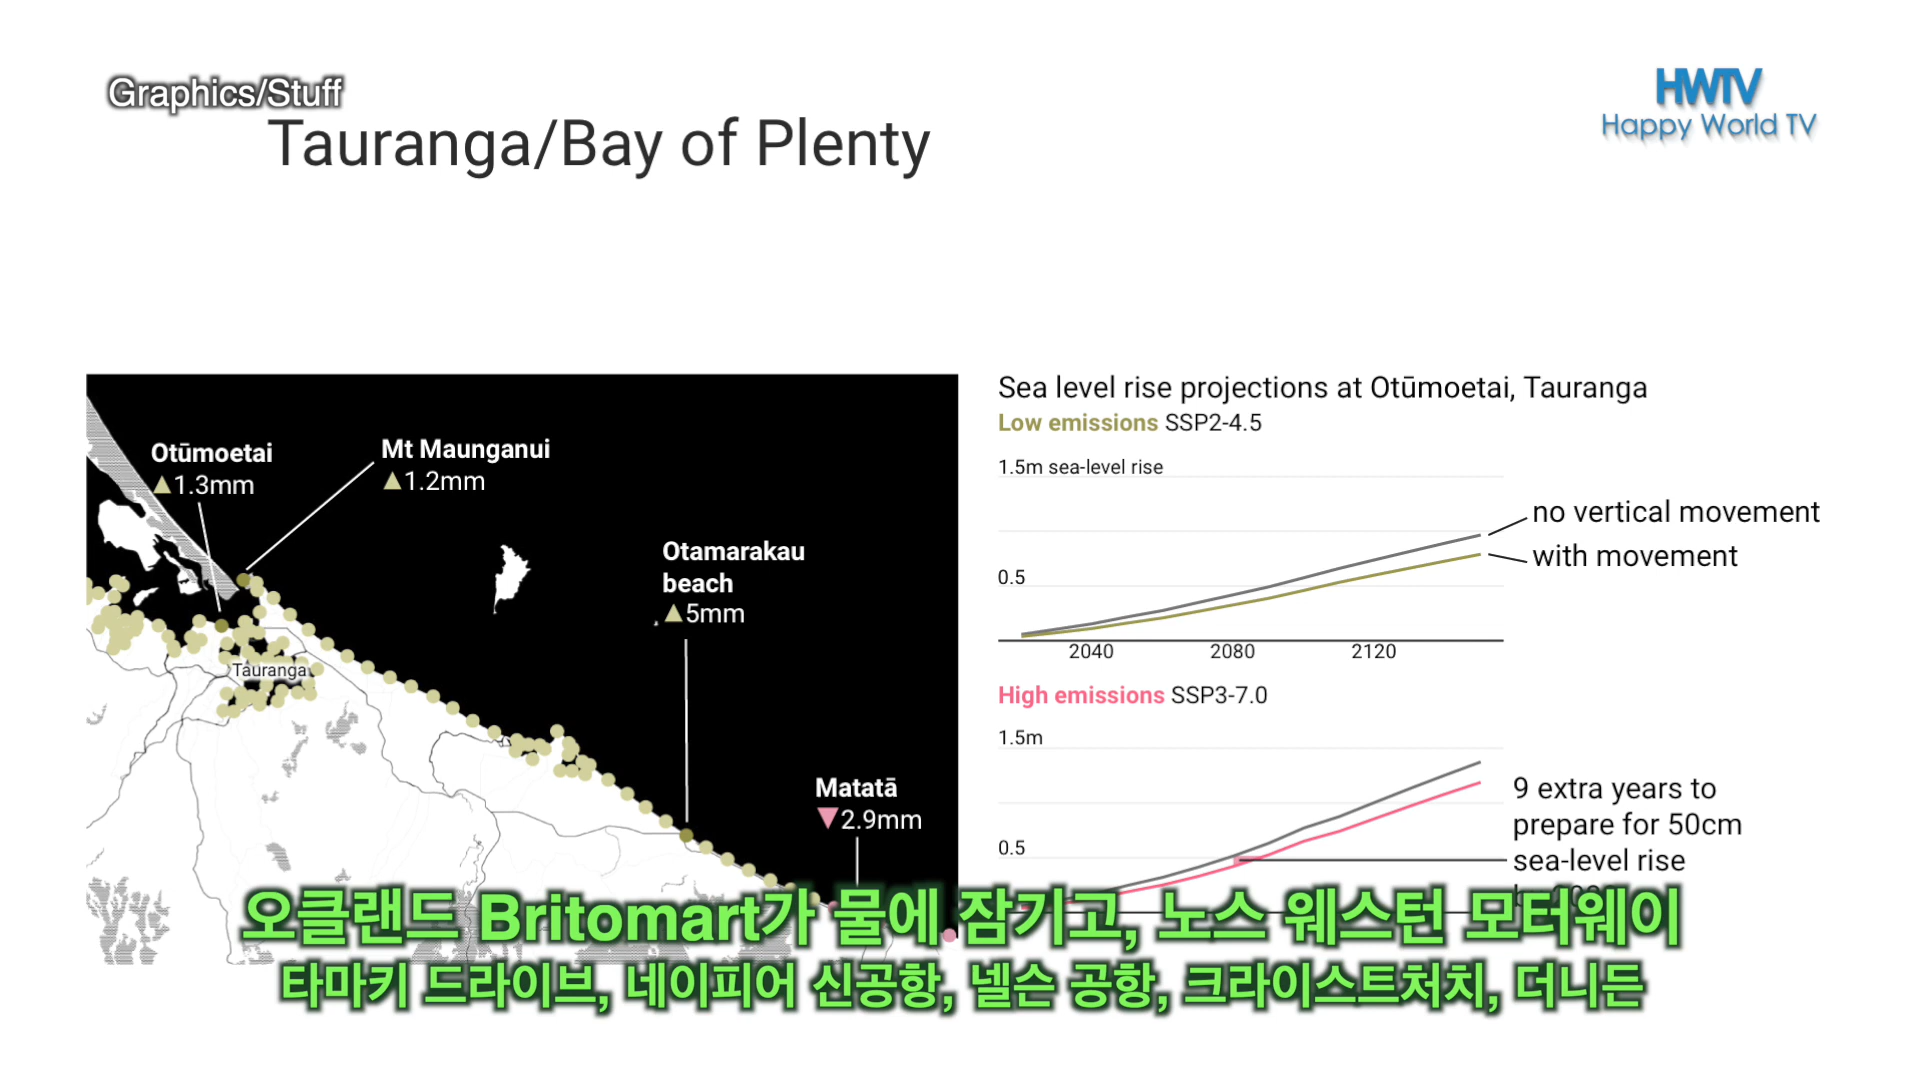 Graphics/Stuff
HWTV
Happy World TV
Tauranga/Bay of Plenty
Otūmoetai
▲1.3mm
Mt Maunganui
▲1.2mm
Otamarakau
beach
▲5mm
Tauranga
Matatā
▼2.9mm
Sea level rise projections at Otūmoetai, Tauranga
Low emissions SSP2-4.5
1.5m sea-level rise
no vertical movement
with movement
0.5
2040 2080 2120
High emissions SSP3-7.0
1.5m
0.5
9 extra years to
prepare for 50cm
sea-level rise
오클랜드 Britomart가 물에 잠기고, 노스 웨스턴 모터웨이
타마키 드라이브, 네이피어 신공항, 넬슨 공항, 크라이스트처치, 더니든